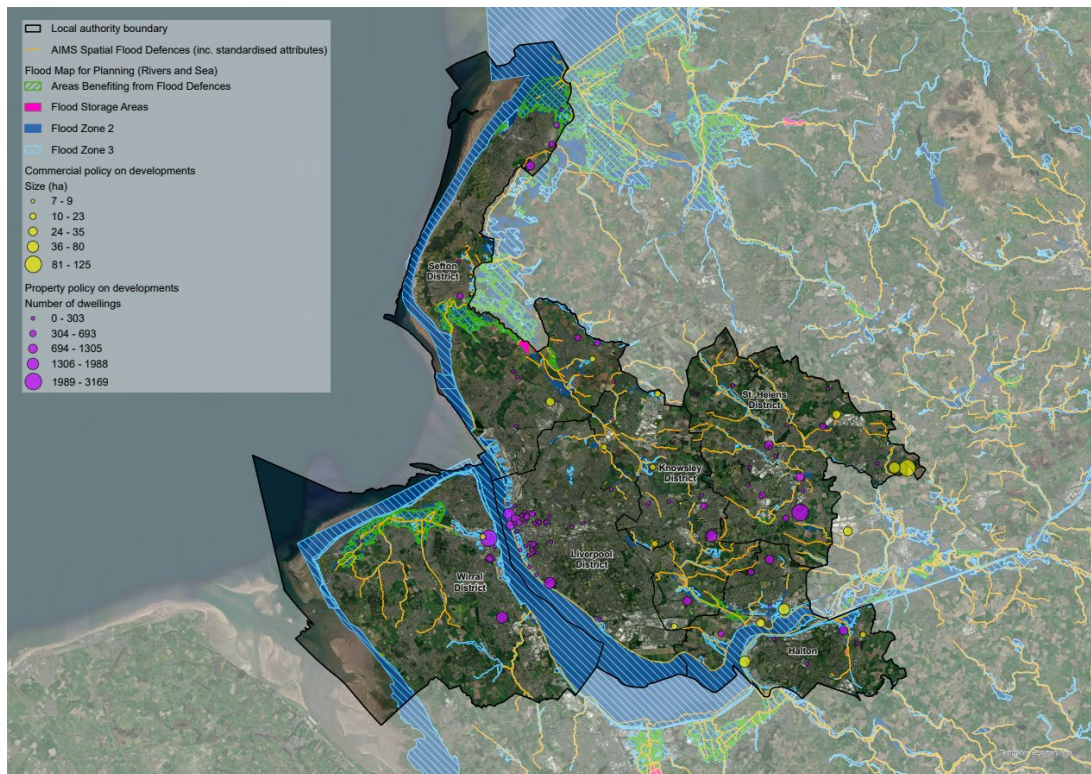 Local authority boundary
AIMS Spatial Flood Defences (inc. standardised attributes)
Flood Map for Planning (Rivers and Sea)
Areas Benefiting from Flood Defences
Flood Storage Areas
Flood Zone 2
Flood Zone 3
Commercial policy on developments
Size (ha)
7 - 9
10 - 23
24 - 35
36 - 80
81 - 125
Property policy on developments
Number of dwellings
0 - 303
304 - 693
694 - 1305
1306 - 1988
1989 - 3169
Sefton
District
St. Helens
District
Knowsley
District
Liverpool
District
Wirral
District
Halton